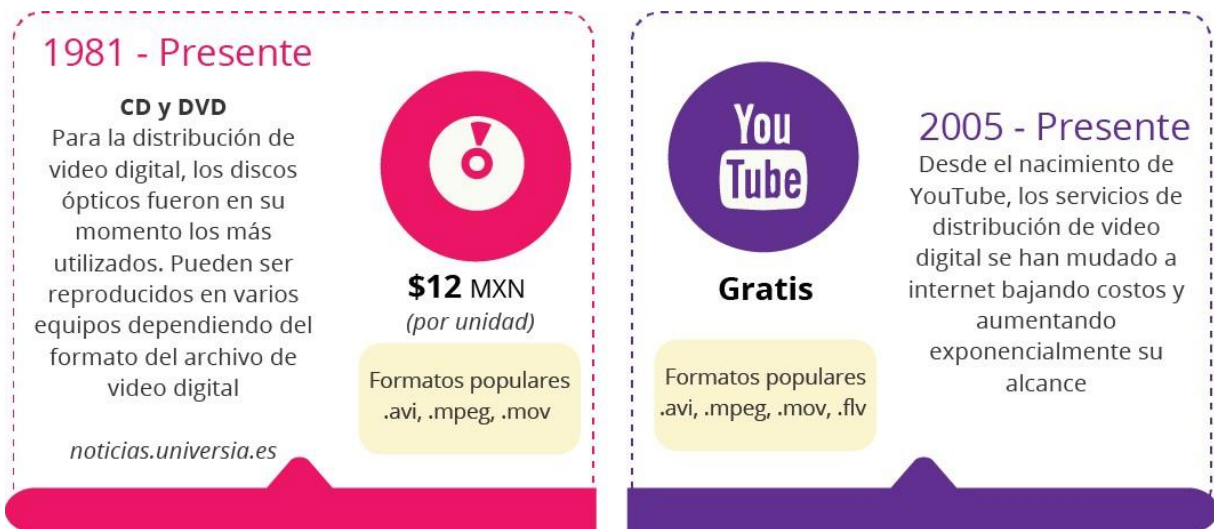 1981 - Presente
CD y DVD
Para la distribución de
video digital, los discos
ópticos fueron en su
momento los más
utilizados. Pueden ser
reproducidos en varios
equipos dependiendo del
formato del archivo de
video digital
noticias.universia.es
$12 MXN
(por unidad)
Formatos populares
.avi, .mpeg, .mov
You
Tube
Gratis
Formatos populares
.avi, .mpeg, .mov, .flv
2005 - Presente
Desde el nacimiento de
YouTube, los servicios de
distribución de video
digital se han mudado a
internet bajando costos y
aumentando
exponencialmente su
alcance